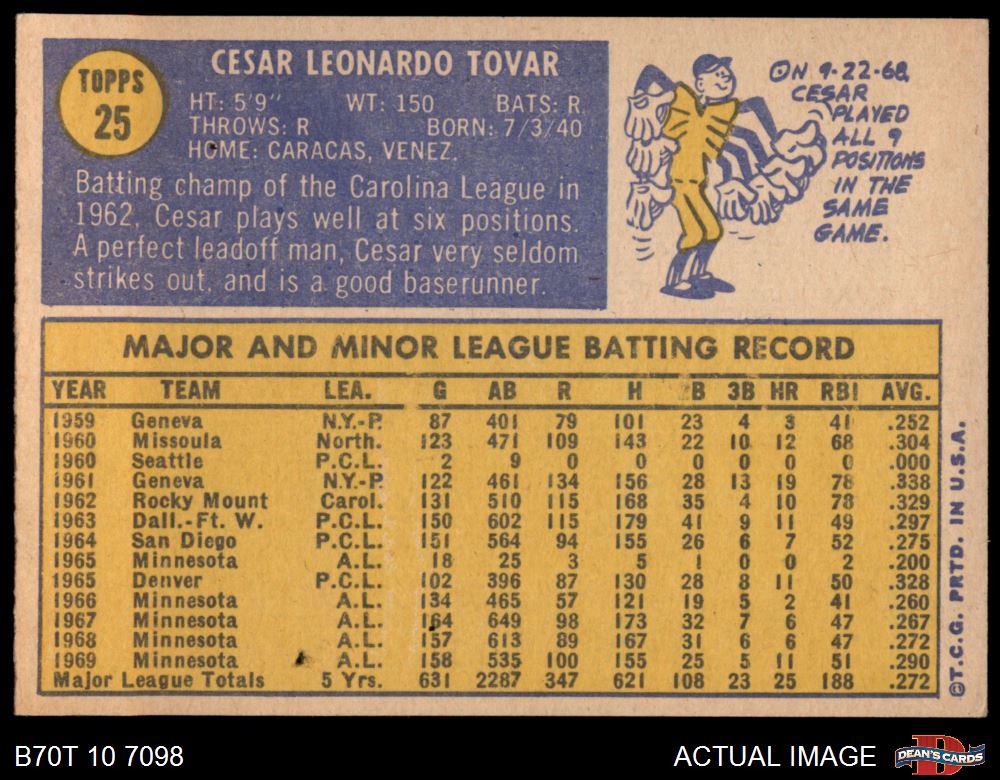 TOPPS
25
CESAR LEONARDO TOVAR
HT: 5'9" WT: 150 BATS: R
THROWS: R BORN: 7/3/40
HOME: CARACAS, VENEZ.
Batting champ of the Carolina League in
1962, Cesar plays well at six positions.
A perfect leadoff man, Cesar very seldom
strikes out, and is a good baserunner.
ON 9-22-68,
CESAR
PLAYED
ALL 9
POSITIONS
IN THE
SAME
GAME.
MAJOR AND MINOR LEAGUE BATTING RECORD
YEAR TEAM LEA. G AB R H B 3B HR RBI AVG.
1959 Geneva N.Y.-P. 87 401 79 101 23 4 3 41 .252
1960 Missoula North. 123 471 109 143 22 10 12 68 .304
1960 Seattle P.C.L. 2 9 0 0 0 0 0 0 .000
1961 Geneva N.Y.-P. 122 461 134 156 28 13 19 78 .338
1962 Rocky Mount Carol. 131 510 115 168 35 4 10 78 .329
1963 Dall.-Ft. W. P.C.L. 150 602 115 179 41 9 11 49 .297
1964 San Diego P.C.L. 151 564 94 155 26 6 7 52 .275
1965 Minnesota A.L. 18 25 3 5 1 0 0 2 .200
1965 Denver P.C.L. 102 396 87 130 28 8 11 50 .328
1966 Minnesota A.L. 134 465 57 121 19 5 2 41 .260
1967 Minnesota A.L. 164 649 98 173 32 7 6 47 .267
1968 Minnesota A.L. 157 613 89 167 31 6 6 47 .272
1969 Minnesota A.L. 158 535 100 155 25 5 11 51 .290
Major League Totals 5 Yrs. 631 2287 347 621 108 23 25 188 .272
©T.C.G. PRTD. IN U.S.A.
B70T 10 7098
ACTUAL IMAGE
DEAN'S CARDS